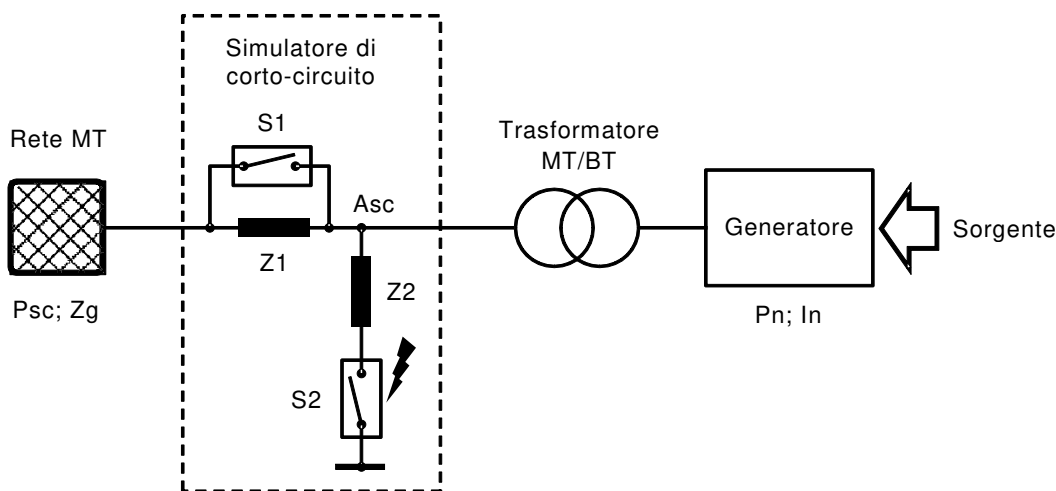 Simulatore di
corto-circuito
S1
Rete MT
Trasformatore
MT/BT
Asc
Generatore
Sorgente
Z1
Z2
Psc; Zg
Pn; In
S2